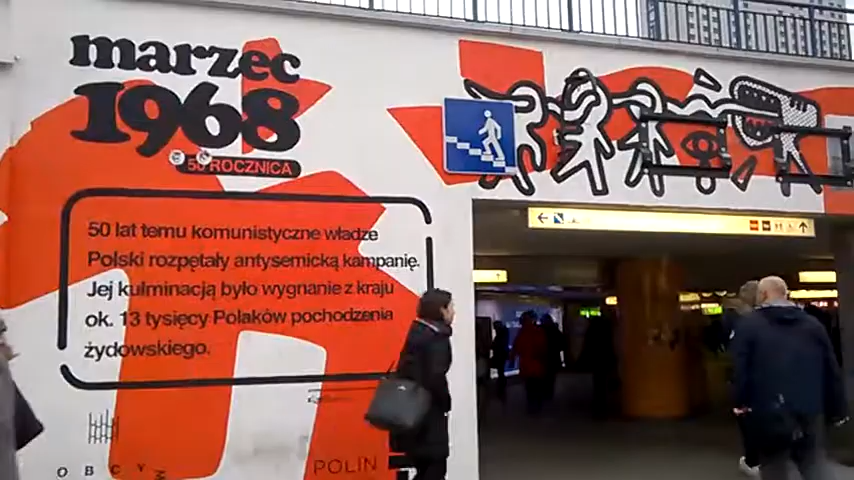 marzec
1968
50 ROCZNICA
50 lat temu komunistyczne władze
Polski rozpętały antysemicką kampanię.
Jej kulminacją było wygnanie z kraju
ok. 13 tysięcy Polaków pochodzenia
żydowskiego.
OBCY W
POLIN